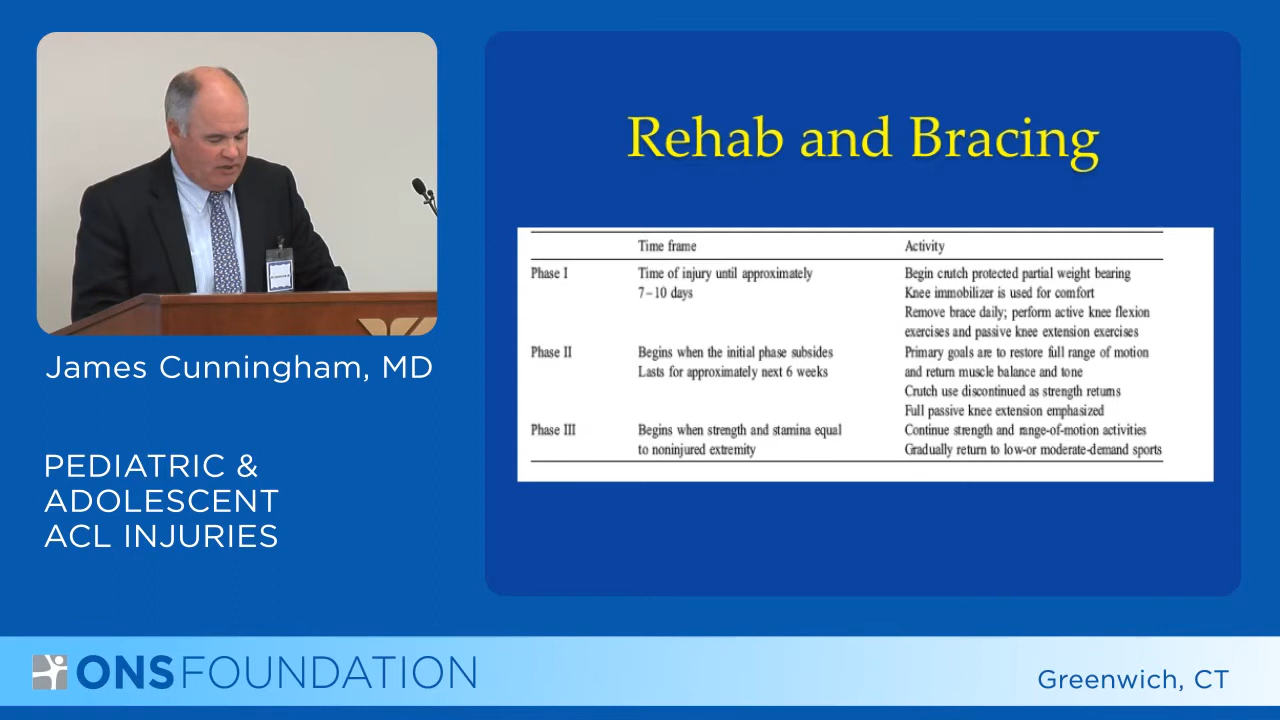 James Cunningham, MD
PEDIATRIC &
ADOLESCENT
ACL INJURIES
Rehab and Bracing
Time frame Activity
Phase I Time of injury until approximately Begin crutch protected partial weight bearing
7–10 days Knee immobilizer is used for comfort
Remove brace daily; perform active knee flexion
exercises and passive knee extension exercises
Phase II Begins when the initial phase subsides Primary goals are to restore full range of motion
Lasts for approximately next 6 weeks and return muscle balance and tone
Crutch use discontinued as strength returns
Full passive knee extension emphasized
Phase III Begins when strength and stamina equal Continue strength and range-of-motion activities
to noninjured extremity Gradually return to low-or moderate-demand sports
ONS FOUNDATION
Greenwich, CT